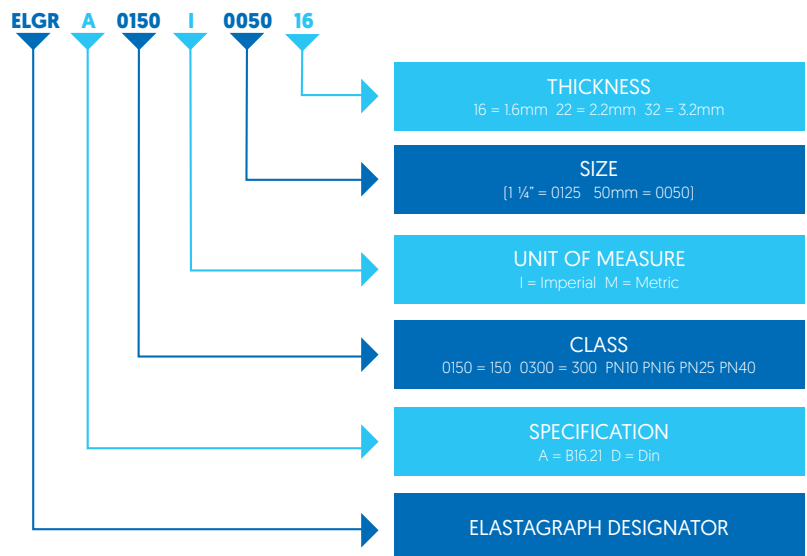 ELGR A 0150 I 0050 16
THICKNESS
16 = 1.6mm 22 = 2.2mm 32 = 3.2mm
SIZE
[1 ¼” = 0125 50mm = 0050]
UNIT OF MEASURE
I = Imperial M = Metric
CLASS
0150 = 150 0300 = 300 PN10 PN16 PN25 PN40
SPECIFICATION
A = B16.21 D = Din
ELASTAGRAPH DESIGNATOR